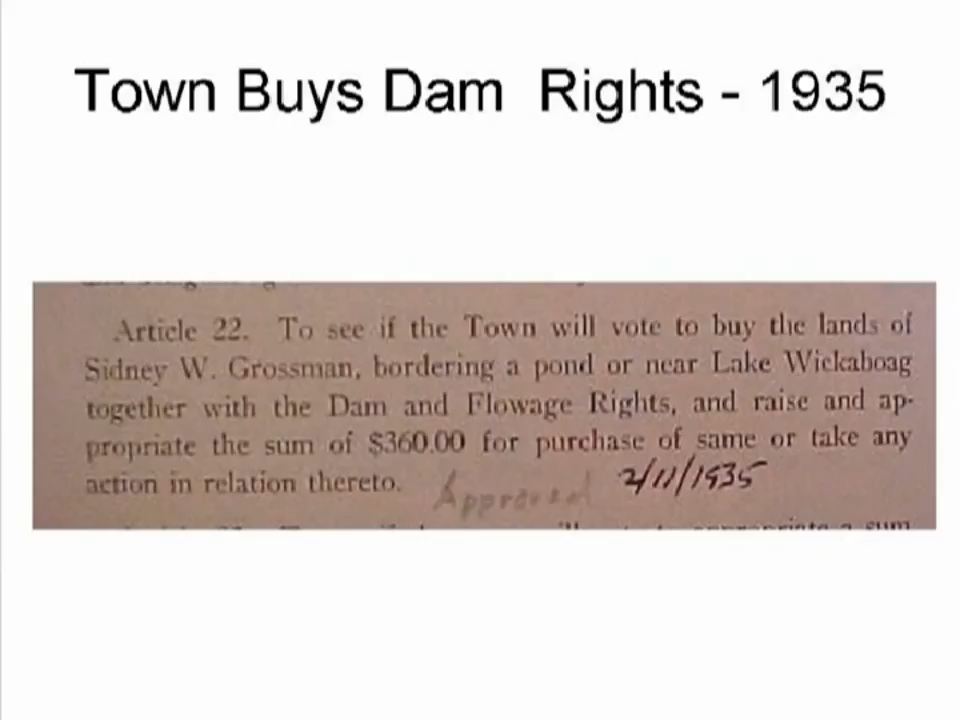 Town Buys Dam  Rights - 1935
Article 22. To see if the Town will vote to buy the lands of
Sidney W. Grossman, bordering a pond or near Lake Wickaboag
together with the Dam and Flowage Rights, and raise and ap-
propriate the sum of $360.00 for purchase of same or take any
action in relation thereto. Approved 2/11/1935
appropriate a sum